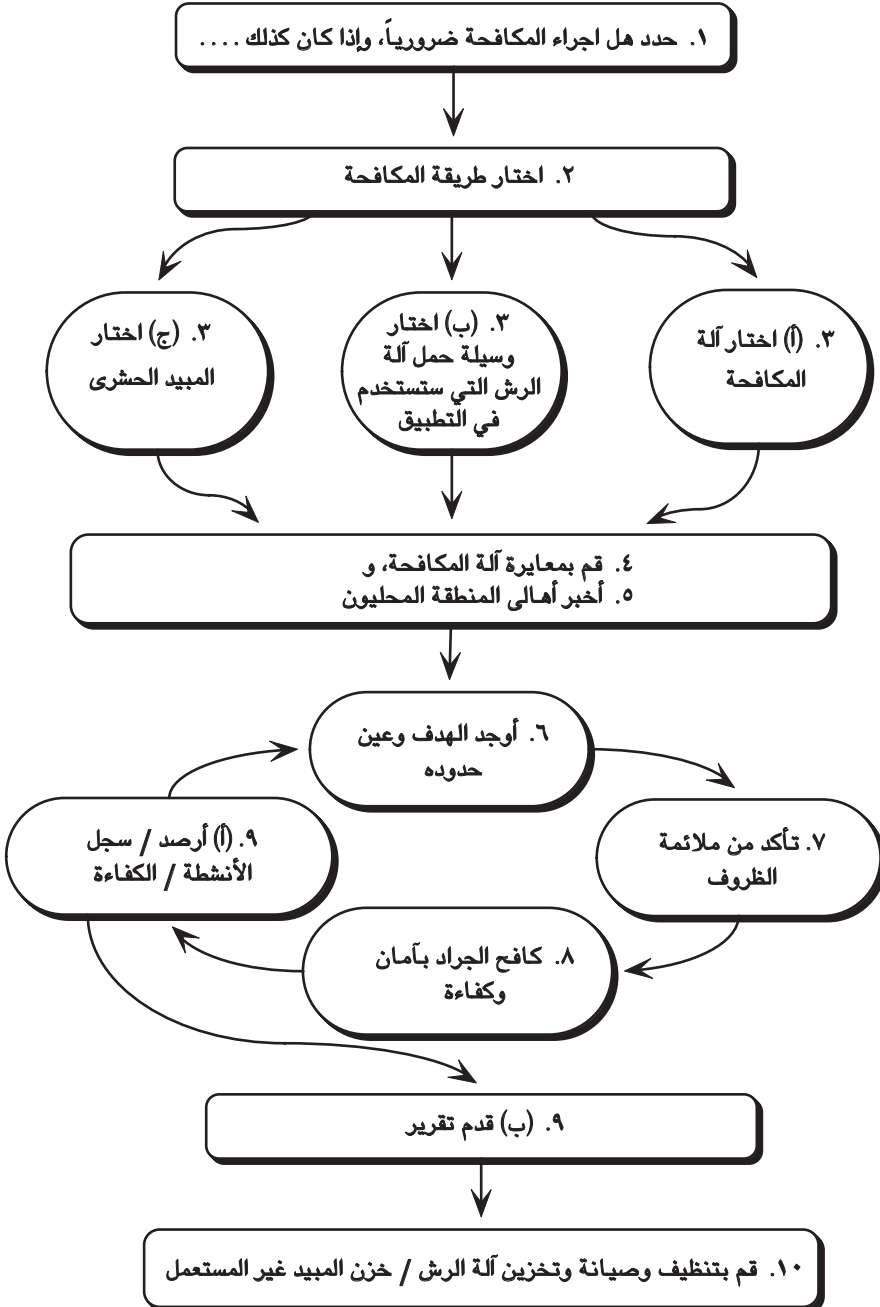 ١. حدد هل اجراء المكافحة ضرورياً، وإذا كان كذلك ....
٢. اختار طريقة المكافحة
٣. (أ) اختار آلة
المكافحة
٣. (ب) اختار
وسيلة حمل آلة
الرش التي ستستخدم
في التطبيق
٣. (ج) اختار
المبيد الحشرى
٤. قم بمعايرة آلة المكافحة، و
٥. أخبر أهالى المنطقة المحليون
٦. أوجد الهدف وعين
حدوده
٧. تأكد من ملائمة
الظروف
٨. كافح الجراد بآمان
وكفاءة
٩. (أ) أرصد / سجل
الأنشطة / الكفاءة
٩. (ب) قدم تقرير
١٠. قم بتنظيف وصيانة وتخزين آلة الرش / خزن المبيد غير المستعمل